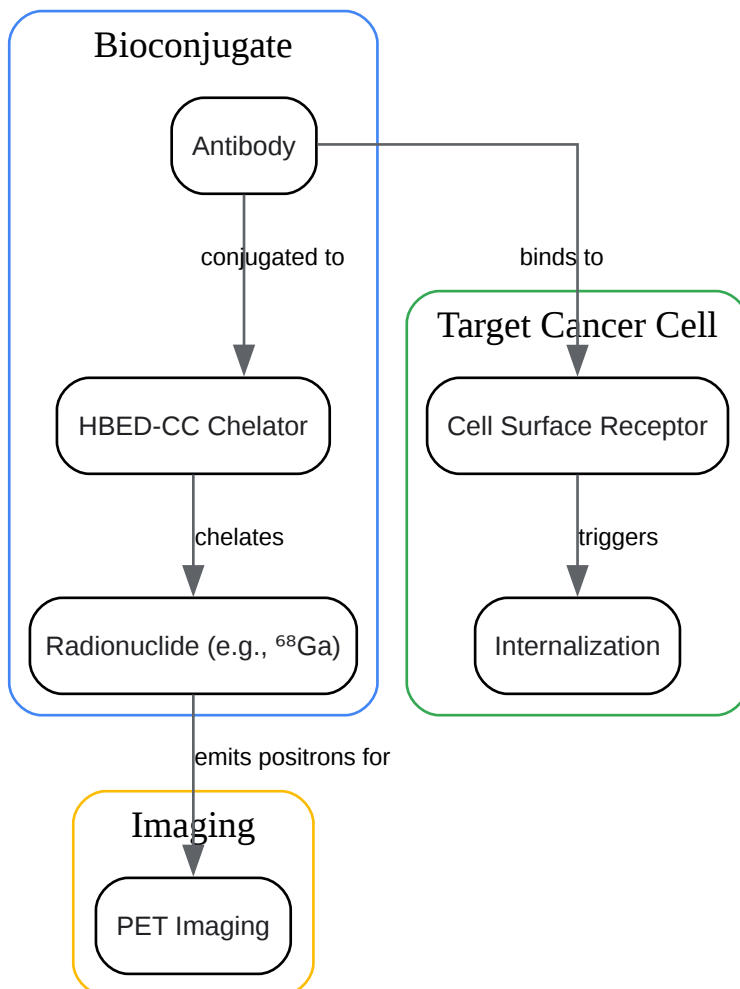 Bioconjugate
Antibody
conjugated to
binds to
Target Cancer Cell
HBED-CC Chelator
Cell Surface Receptor
chelates
triggers
Radionuclide (e.g., ⁶⁸Ga)
Internalization
emits positrons for
Imaging
PET Imaging